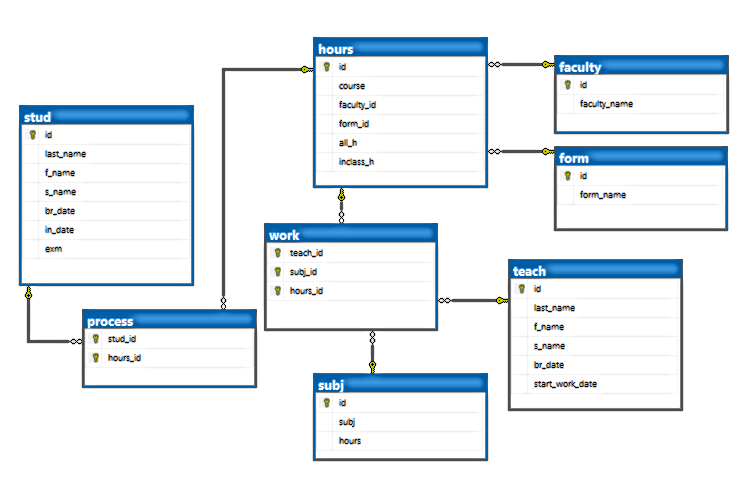 hours
id
course
faculty_id
form_id
all_h
inclass_h
faculty
id
faculty_name
stud
id
last_name
f_name
s_name
br_date
in_date
exm
form
id
form_name
work
teach_id
subj_id
hours_id
teach
id
last_name
f_name
s_name
br_date
start_work_date
process
stud_id
hours_id
subj
id
subj
hours